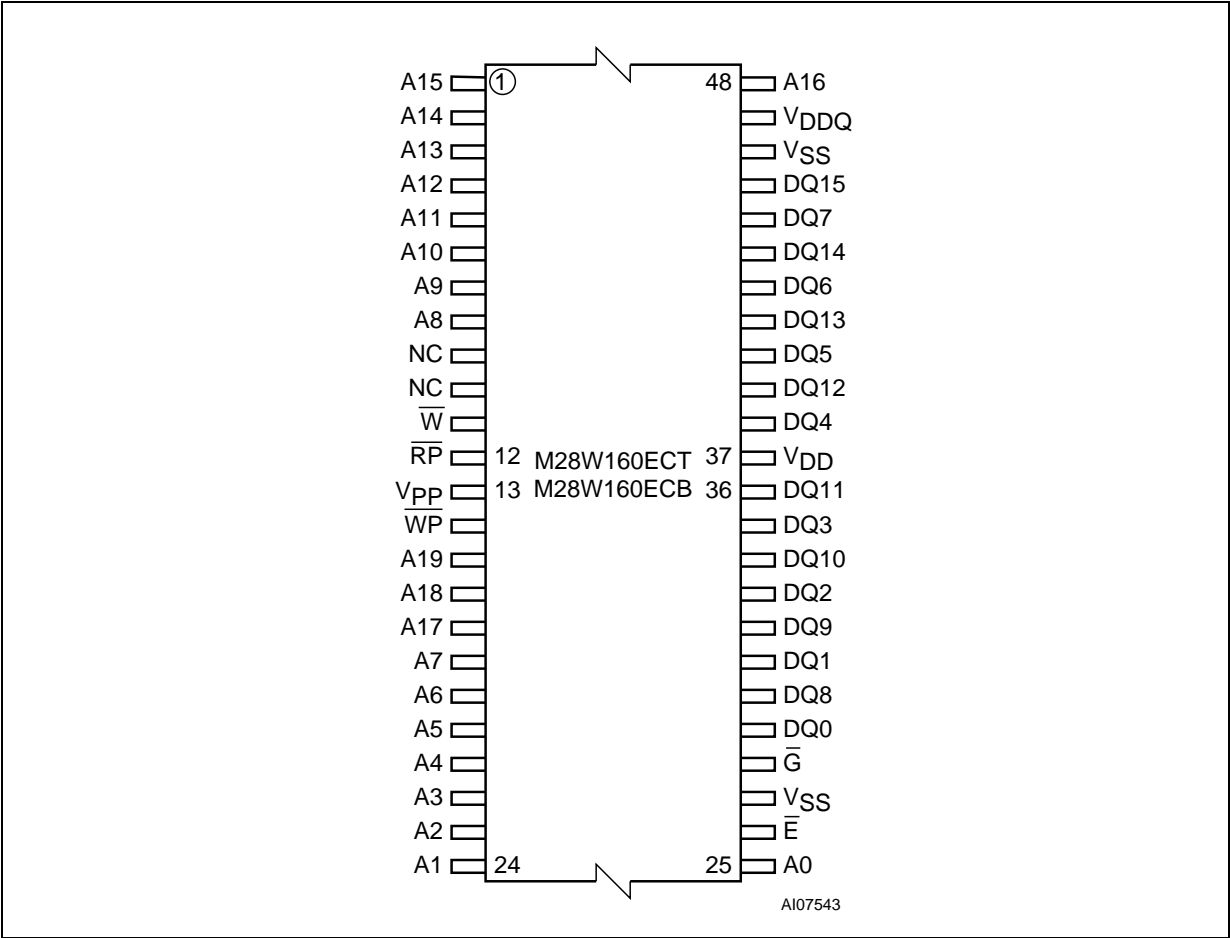 A15 ① 48 A16
A14 VDDQ
A13 VSS
A12 DQ15
A11 DQ7
A10 DQ14
A9 DQ6
A8 DQ13
NC DQ5
NC DQ12
W̅ DQ4
R̅P̅ 12 M28W160ECT 37 VDD
VPP 13 M28W160ECB 36 DQ11
W̅P̅ DQ3
A19 DQ10
A18 DQ2
A17 DQ9
A7 DQ1
A6 DQ8
A5 DQ0
A4 G̅
A3 VSS
A2 E̅
A1 24 25 A0
AI07543